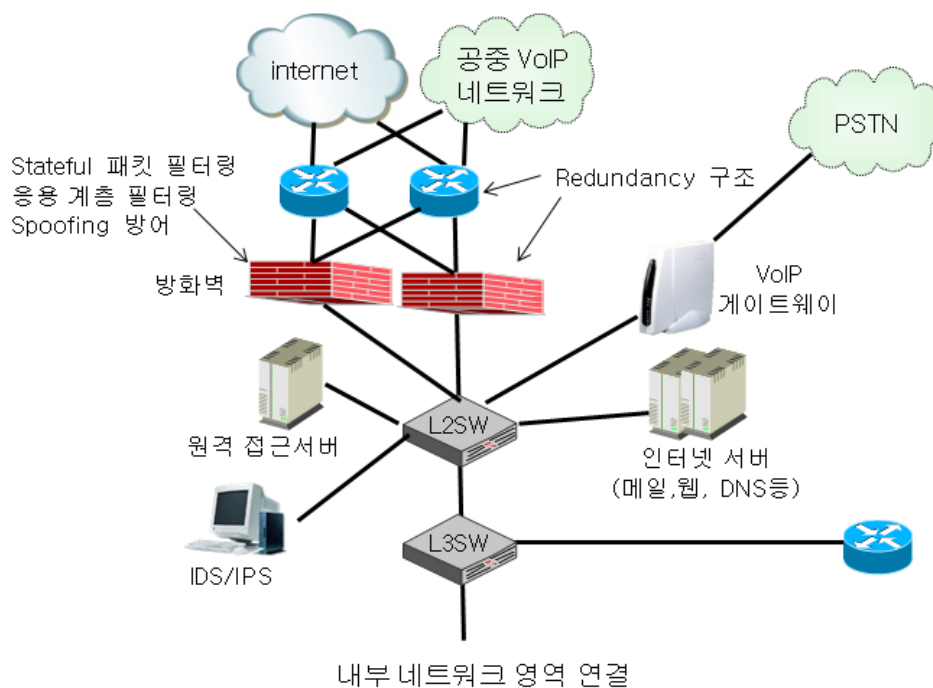 internet
공중 VoIP
네트워크
PSTN
Stateful 패킷 필터링
응용 계층 필터링
Spoofing 방어
Redundancy 구조
방화벽
VoIP
게이트웨이
L2SW
원격 접근서버
인터넷 서버
(메일,웹, DNS등)
L3SW
IDS/IPS
내부 네트워크 영역 연결